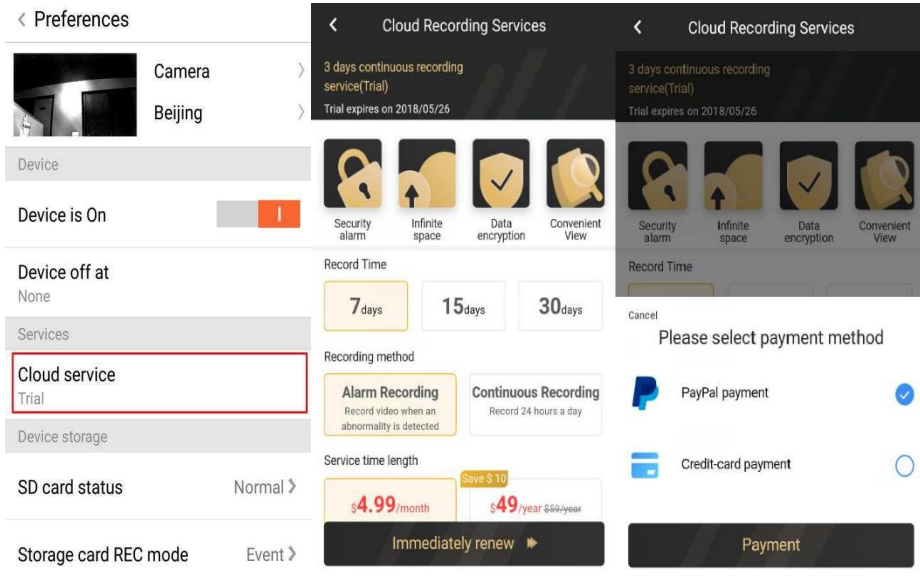 Preferences
Camera
Beijing
Device
Device is On
Device off at
None
Services
Cloud service
Trial
Device storage
SD card status Normal
Storage card REC mode Event
Cloud Recording Services
3 days continuous recording
service(Trial)
Trial expires on 2018/05/26
Security
alarm
Infinite
space
Data
encryption
Convenient
View
Record Time
7days 15days 30days
Recording method
Alarm Recording
Record video when an
abnormality is detected
Continuous Recording
Record 24 hours a day
Service time length
Save $ 10
$4.99/month
$49/year $59/year
Immediately renew
Cloud Recording Services
3 days continuous recording
service(Trial)
Trial expires on 2018/05/26
Security
alarm
Infinite
space
Data
encryption
Convenient
View
Record Time
Cancel
Please select payment method
PayPal payment
Credit-card payment
Payment